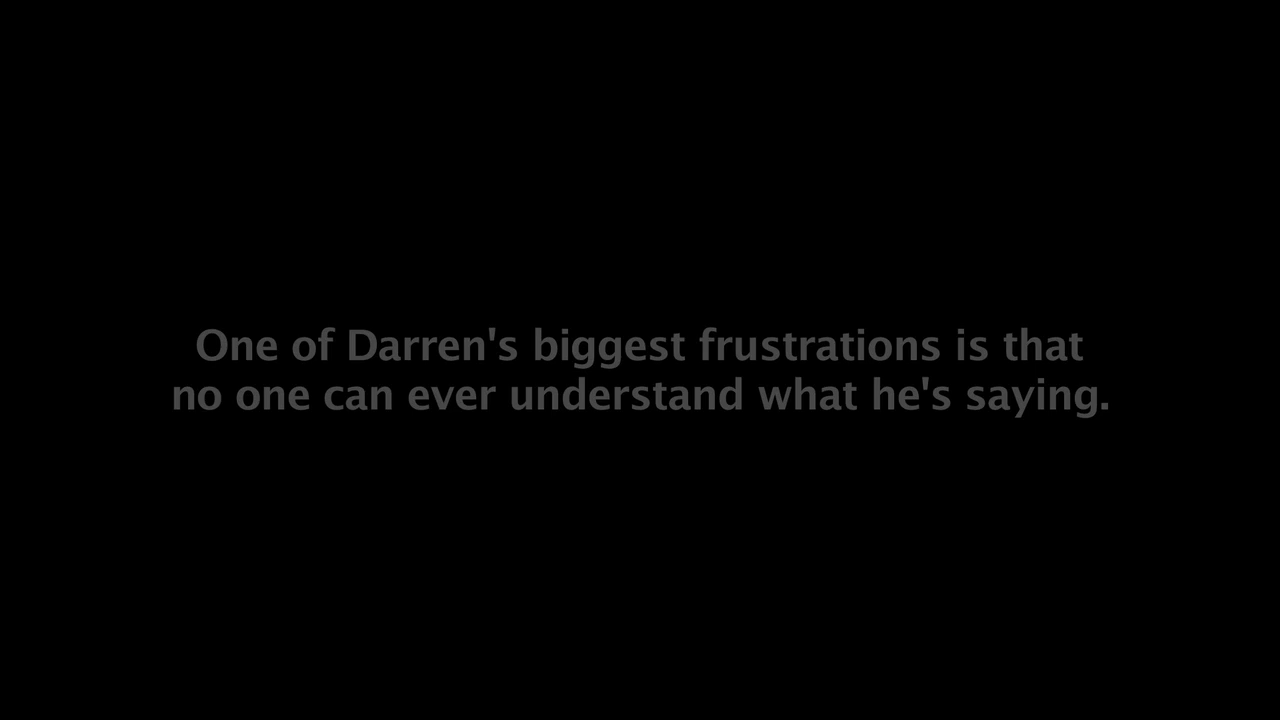 One of Darren's biggest frustrations is that
no one can ever understand what he's saying.